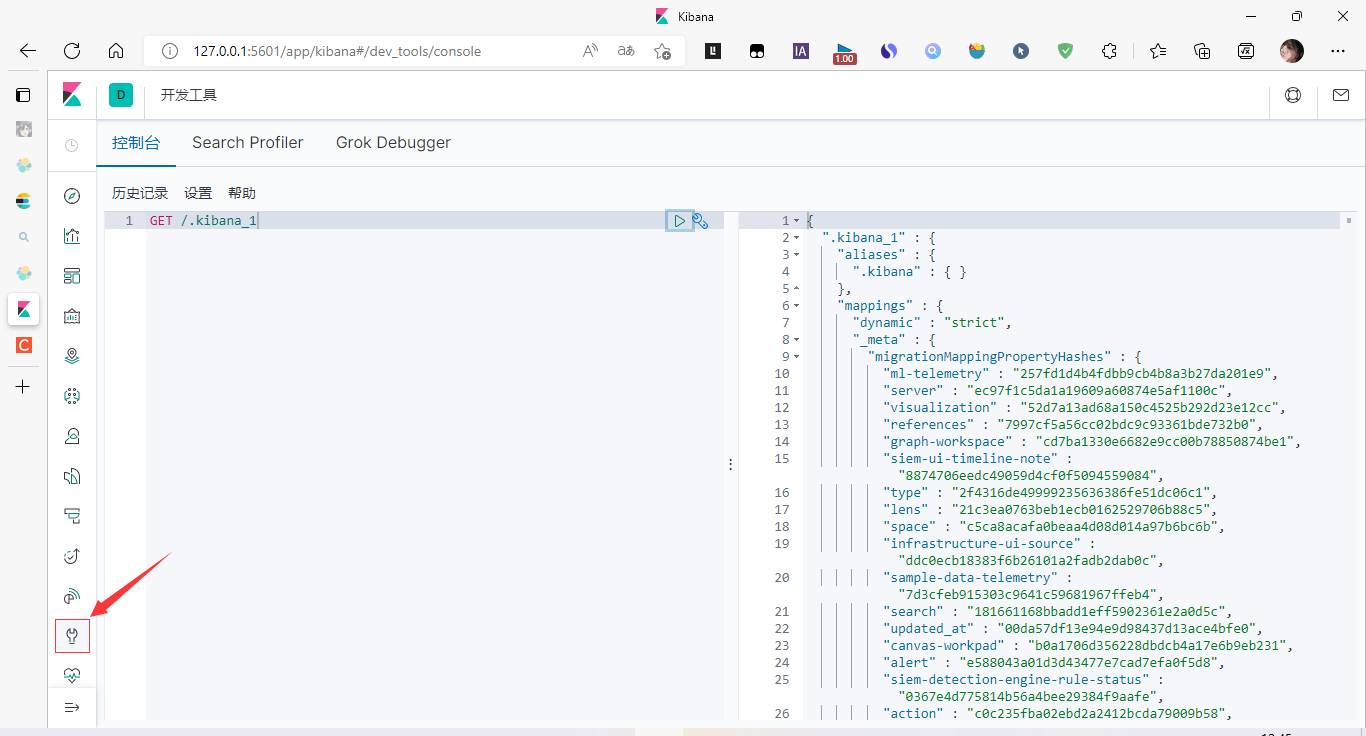 Kibana
127.0.0.1:5601/app/kibana#/dev_tools/console
1.00
D 开发工具
控制台 Search Profiler Grok Debugger
历史记录 设置 帮助
1 GET /.kibana_1
1 {
2 ".kibana_1" : {
3 "aliases" : {
4 ".kibana" : { }
5 },
6 "mappings" : {
7 "dynamic" : "strict",
8 "_meta" : {
9 "migrationMappingPropertyHashes" : {
10 "ml-telemetry" : "257fd1d4b4fdbb9cb4b8a3b27da201e9",
11 "server" : "ec97f1c5da1a19609a60874e5af1100c",
12 "visualization" : "52d7a13ad68a150c4525b292d23e12cc",
13 "references" : "7997cf5a56cc02bdc9c93361bde732b0",
14 "graph-workspace" : "cd7ba1330e6682e9cc00b78850874be1",
15 "siem-ui-timeline-note" :
"8874706eedc49059d4cf0f5094559084",
16 "type" : "2f4316de49999235636386fe51dc06c1",
17 "lens" : "21c3ea0763beb1ecb0162529706b88c5",
18 "space" : "c5ca8acafa0beaa4d08d014a97b6bc6b",
19 "infrastructure-ui-source" :
"ddc0ecb18383f6b26101a2fadb2dab0c",
20 "sample-data-telemetry" :
"7d3cfeb915303c9641c59681967ffeb4",
21 "search" : "181661168bbadd1eff5902361e2a0d5c",
22 "updated_at" : "00da57df13e94e9d98437d13ace4bfe0",
23 "canvas-workpad" : "b0a1706d356228dbdcb4a17e6b9eb231",
24 "alert" : "e588043a01d3d43477e7cad7efa0f5d8",
25 "siem-detection-engine-rule-status" :
"0367e4d775814b56a4bee29384f9aafe",
26 "action" : "c0c235fba02ebd2a2412bcda79009b58",